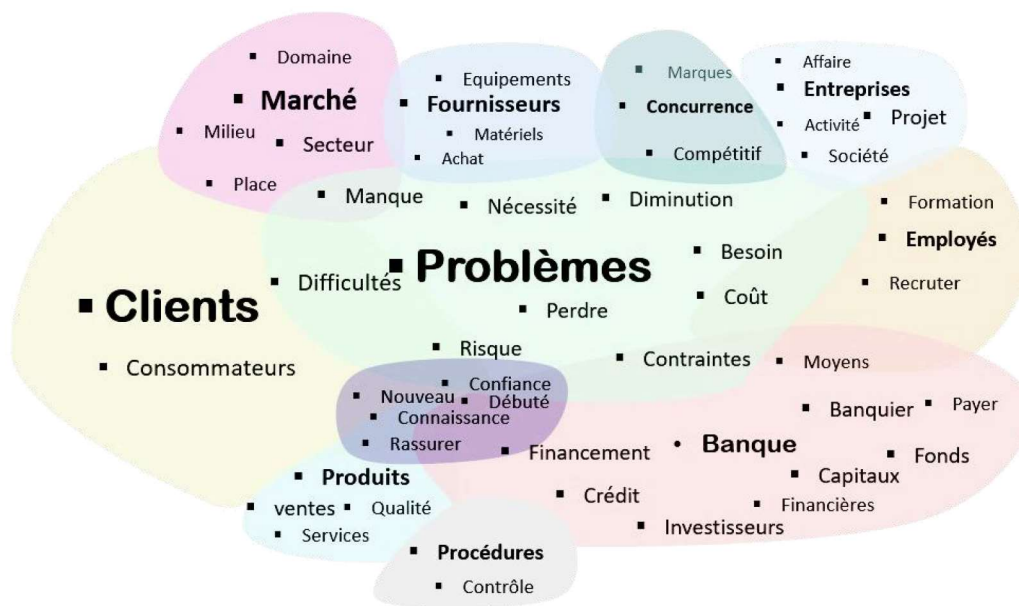 Domaine
Marché
Milieu
Secteur
Place
Equipements
Fournisseurs
Matériels
Achat
Marques
Concurrence
Compétitif
Affaire
Entreprises
Activité
Projet
Société
Manque
Nécessité
Diminution
Problèmes
Difficultés
Besoin
Coût
Perdre
Risque
Contraintes
Formation
Employés
Recruter
Clients
Consommateurs
Confiance
Nouveau
Débuté
Connaissance
Rassurer
Moyens
Banquier
Payer
Banque
Financement
Fonds
Capitaux
Crédit
Financières
Investisseurs
Produits
ventes
Qualité
Services
Procédures
Contrôle